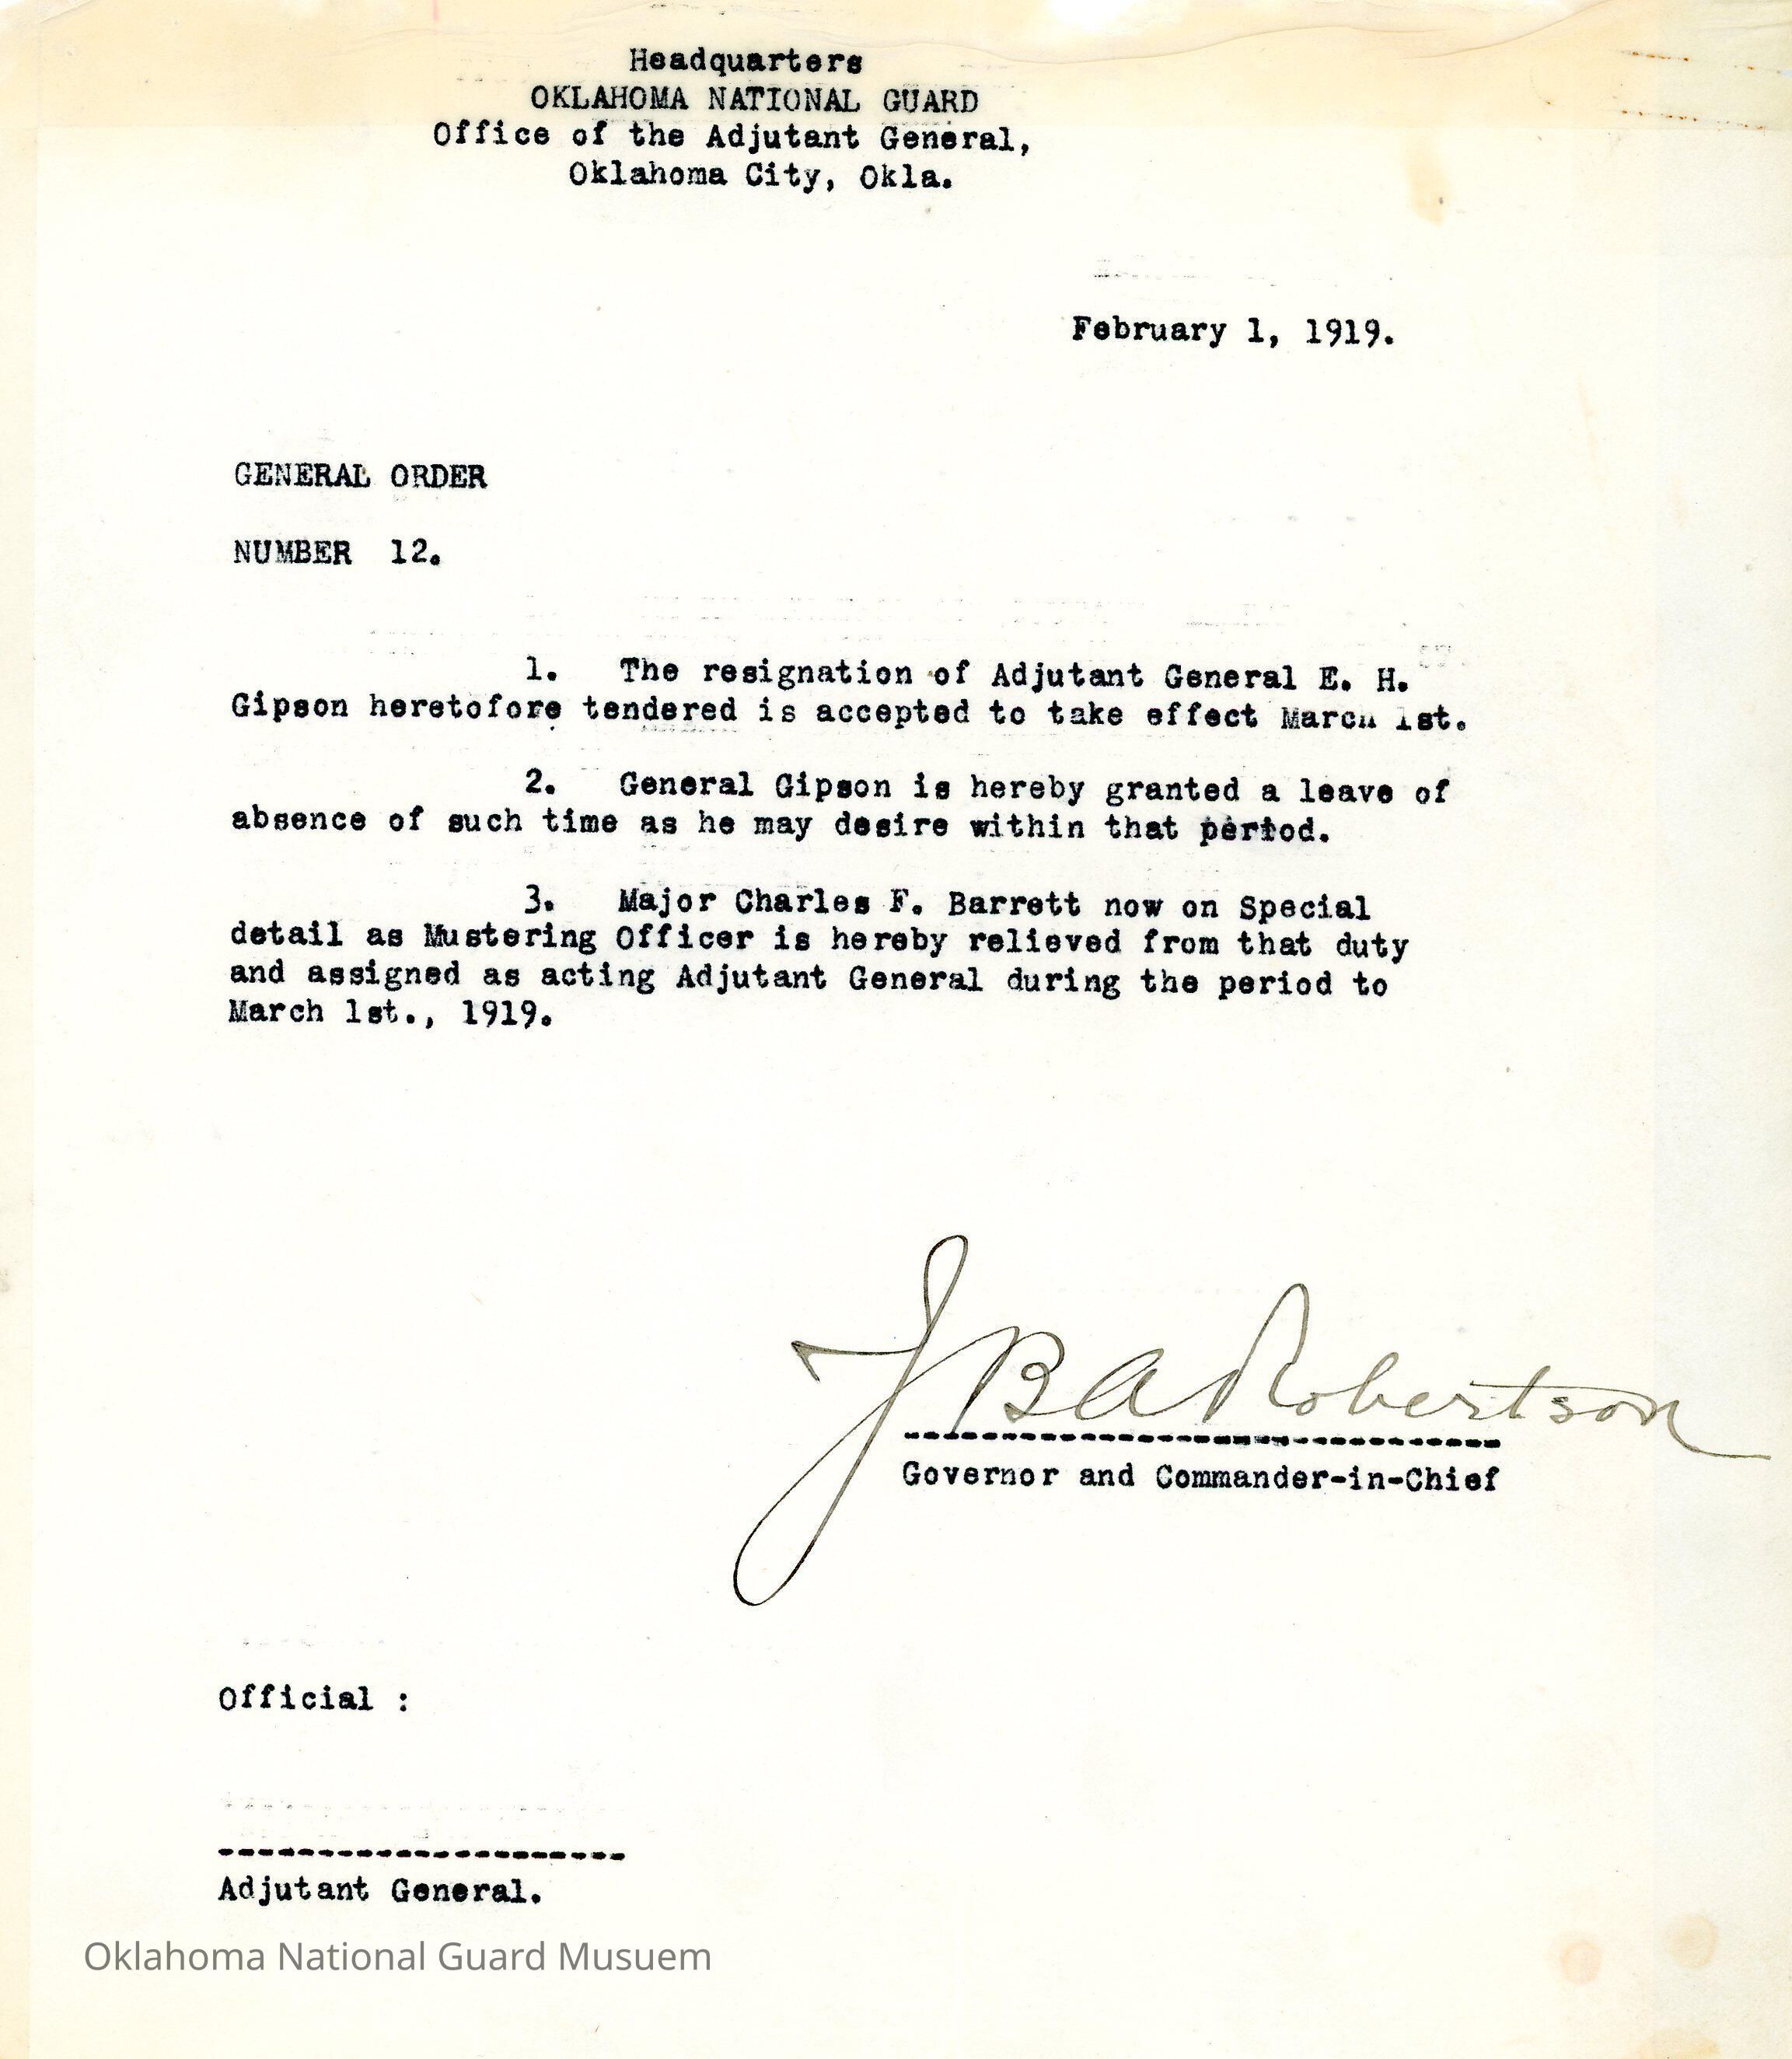 Headquarters
OKLAHOMA NATIONAL GUARD
Office of the Adjutant General,
Oklahoma City, Okla.
February 1, 1919.
GENERAL ORDER
NUMBER 12.
1. The resignation of Adjutant General E. H.
Gipson heretofore tendered is accepted to take effect March 1st.
2. General Gipson is hereby granted a leave of
absence of such time as he may desire within that period.
3. Major Charles F. Barrett now on Special
detail as Mustering Officer is hereby relieved from that duty
and assigned as acting Adjutant General during the period to
March 1st., 1919.
J B A Robertson
Governor and Commander-in-Chief
Official :
Adjutant General.
Oklahoma National Guard Musuem